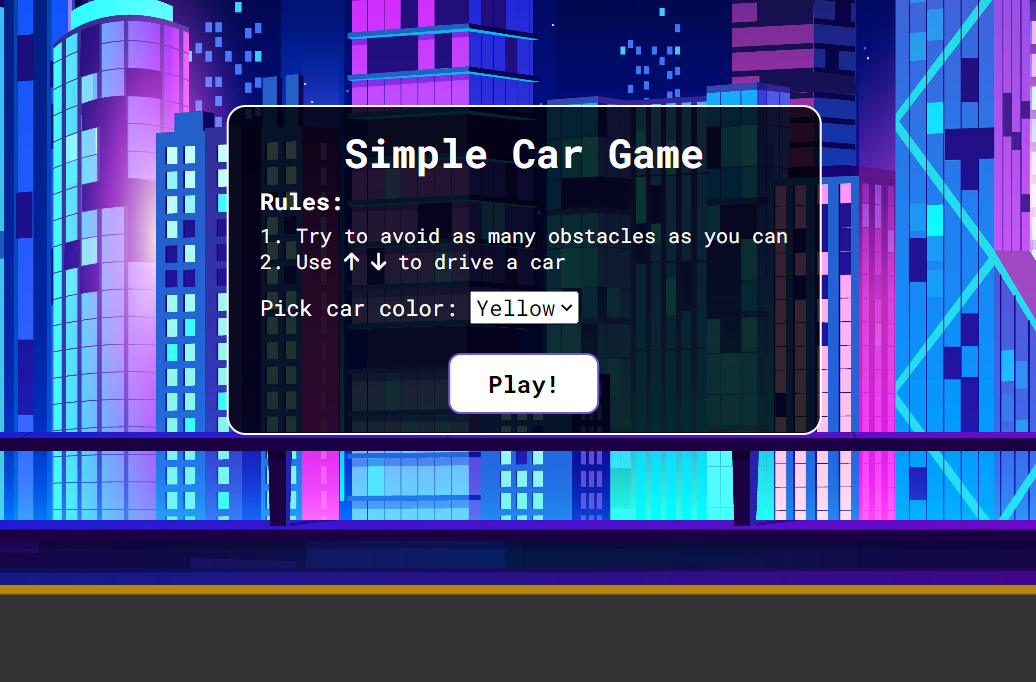 Simple Car Game
Rules:
1. Try to avoid as many obstacles as you can
2. Use ↑ ↓ to drive a car
Pick car color: Yellow
Play!